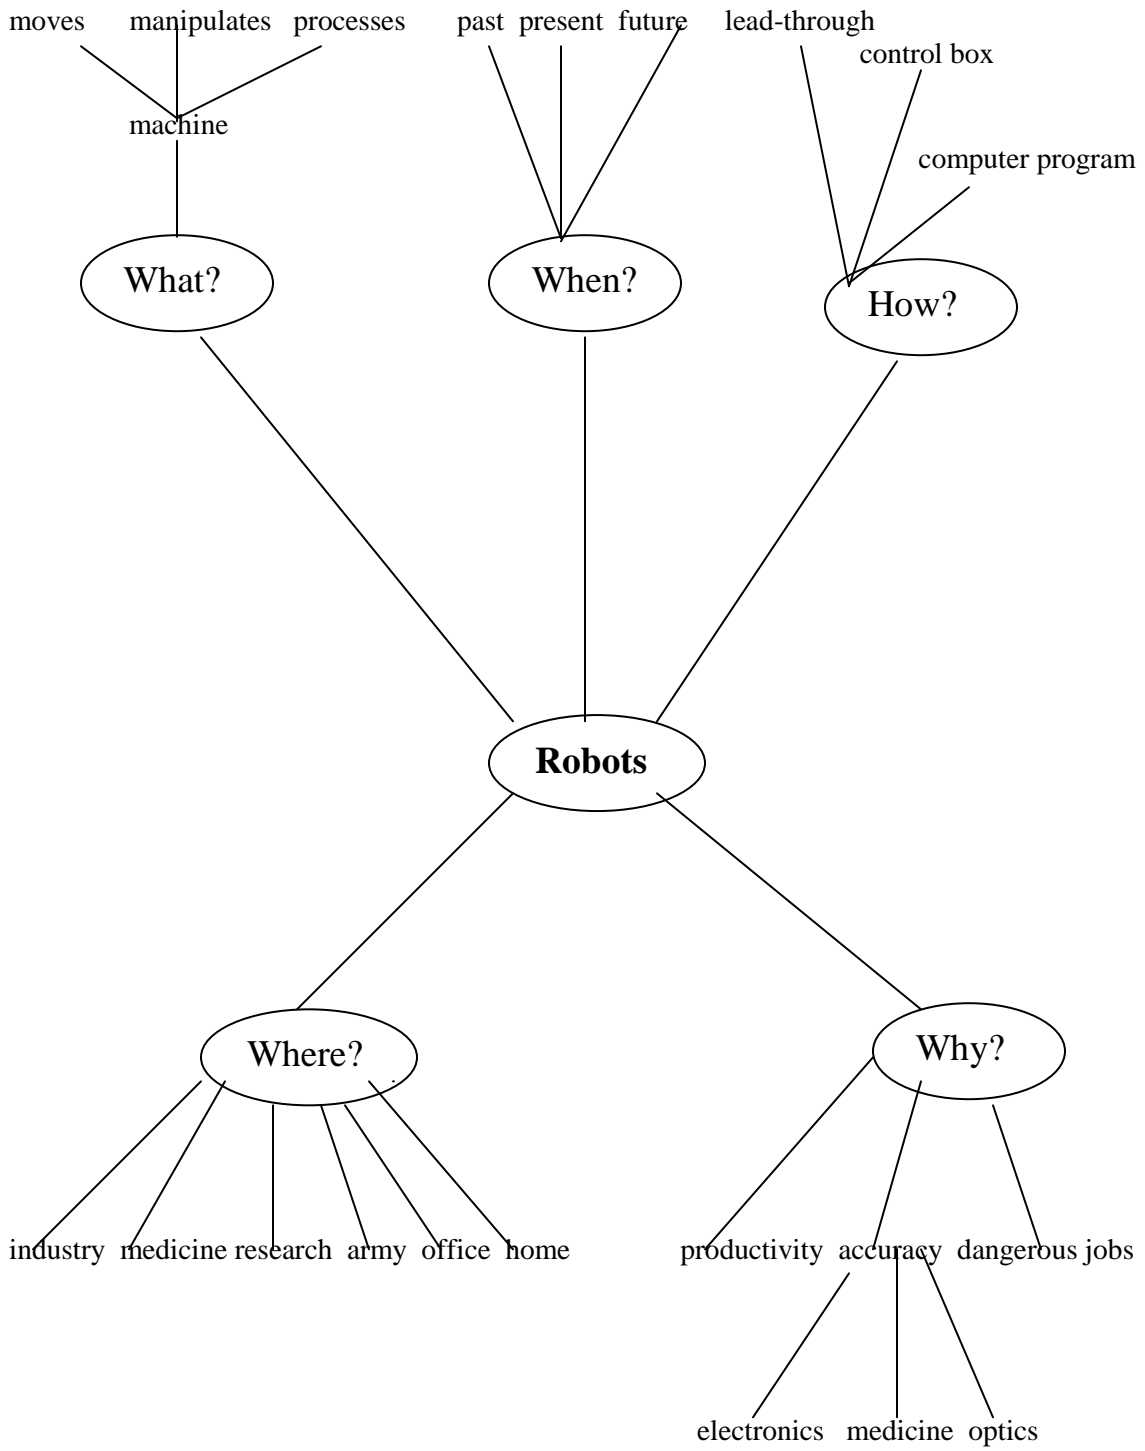 moves manipulates processes past present future lead-through
control box
machine
computer program
What? When?
How?
Robots
Where? Why?
industry medicine research army office home productivity accuracy dangerous jobs
electronics medicine optics